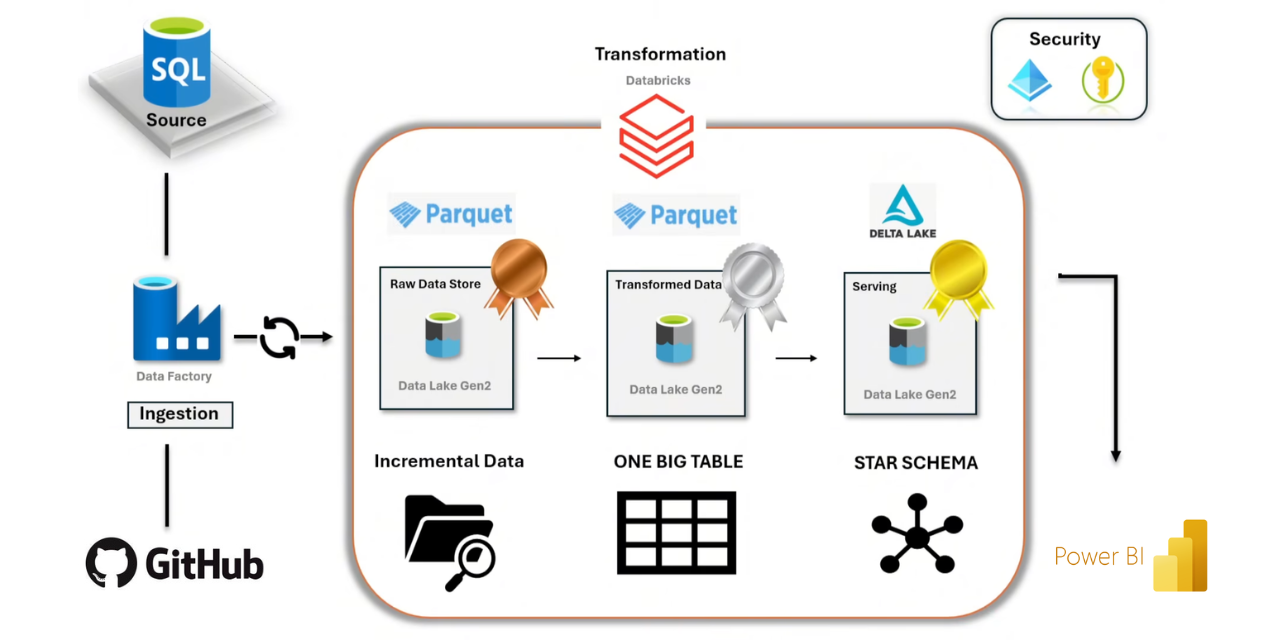 SQL
Source
Transformation
Databricks
Security
Parquet
Parquet
DELTA LAKE
Raw Data Store
Transformed Data
Serving
Data Lake Gen2
Data Lake Gen2
Data Lake Gen2
Data Factory
Ingestion
Incremental Data
ONE BIG TABLE
STAR SCHEMA
GitHub
Power BI